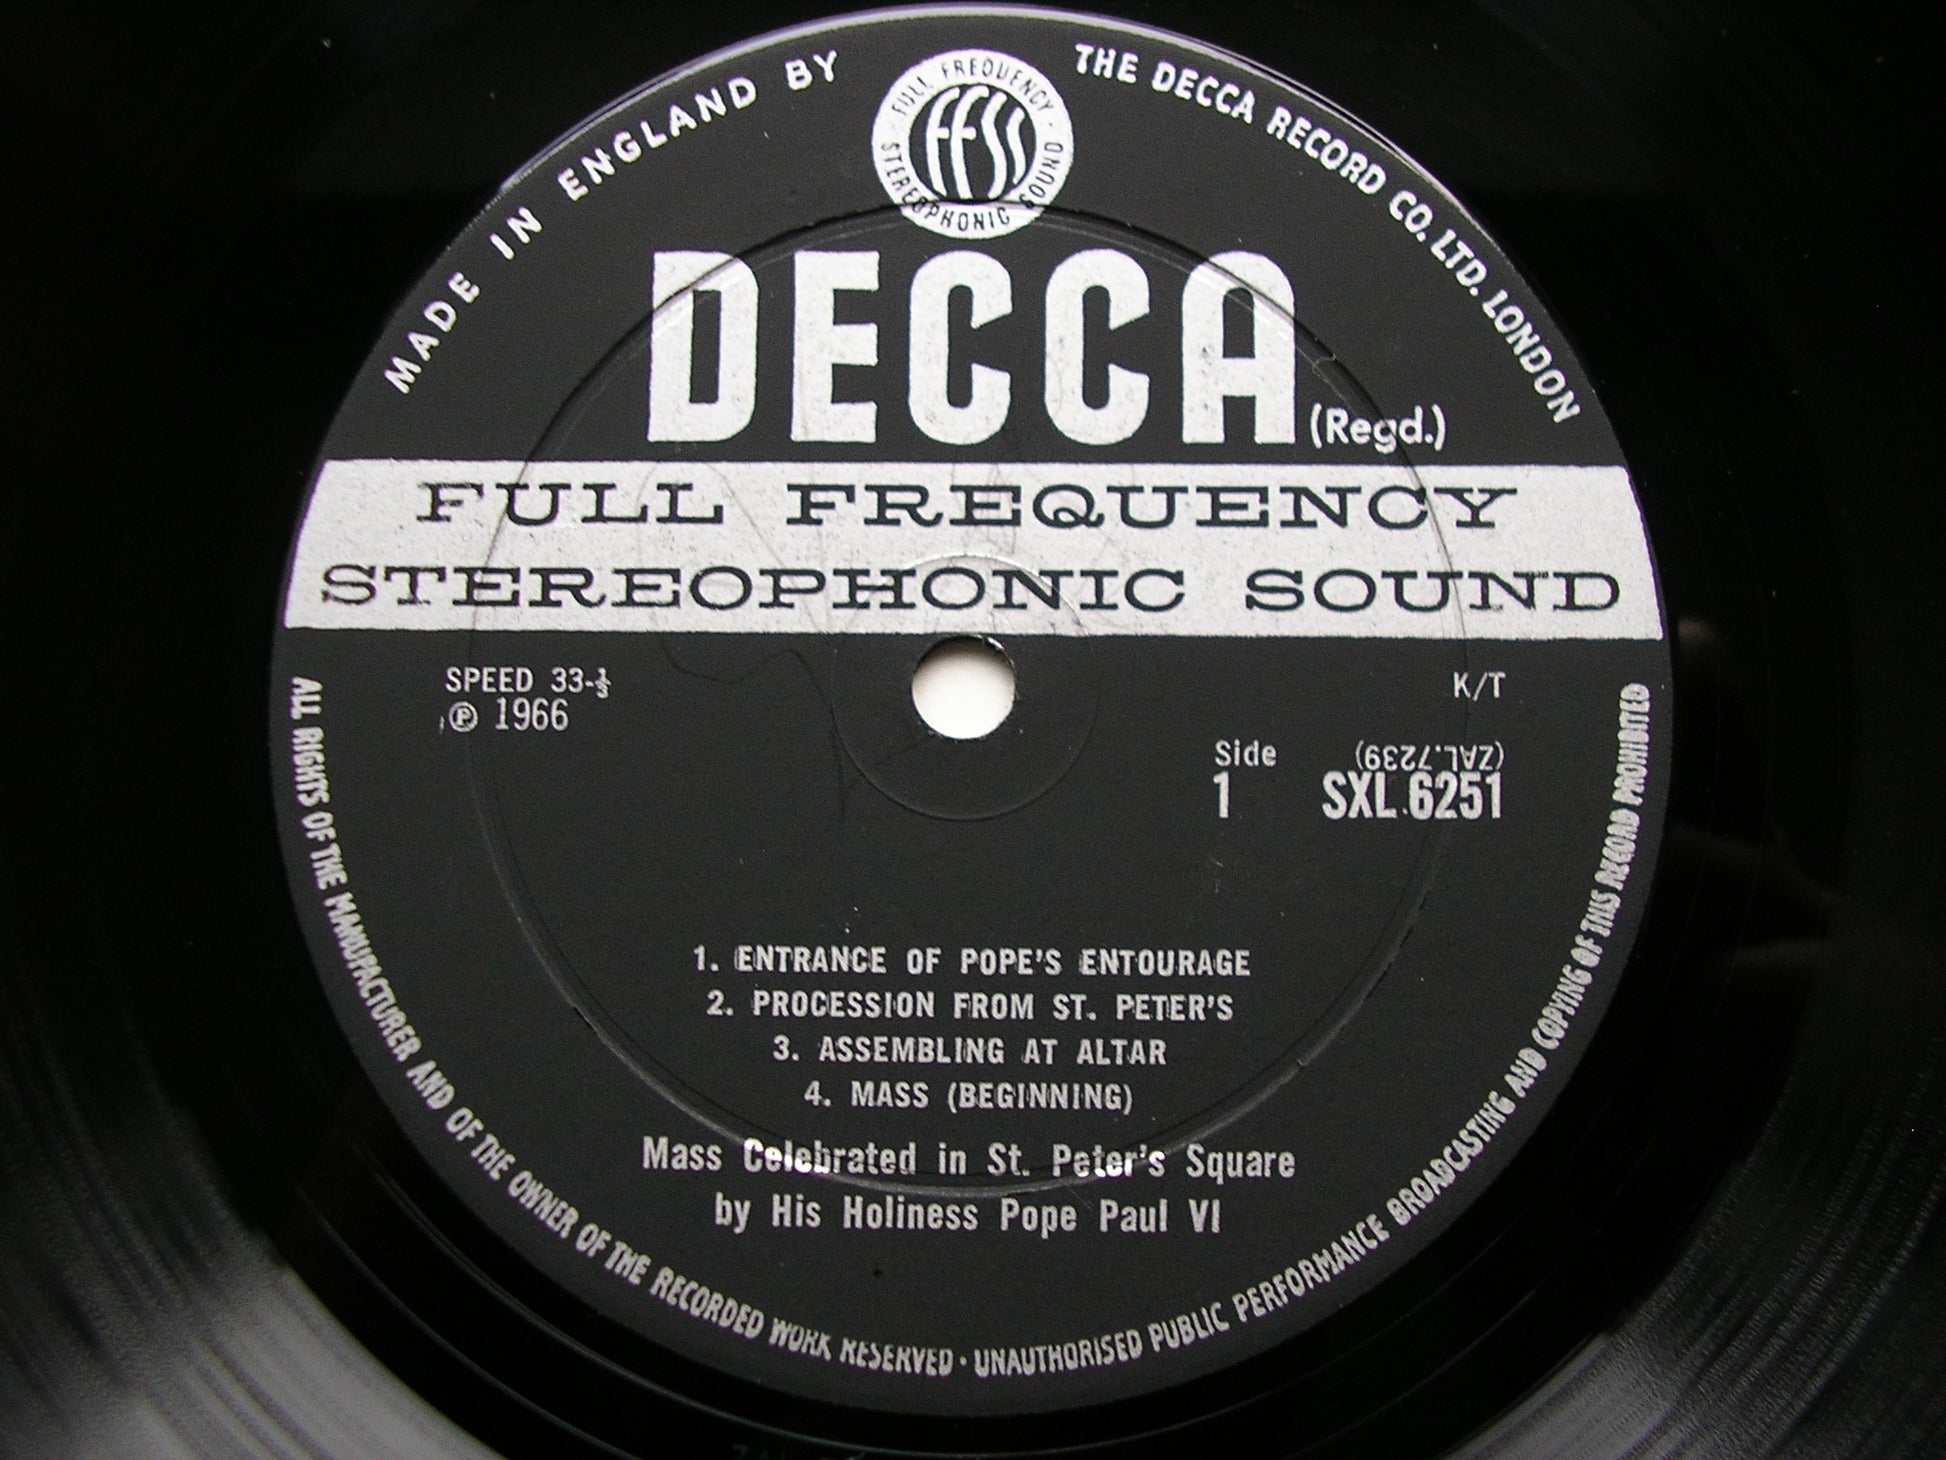 MADE IN ENGLAND BY THE DECCA RECORD CO. LTD. LONDON
FULL FREQUENCY
FFSS
STEREOPHONIC SOUND
DECCA (Regd.)
FULL FREQUENCY
STEREOPHONIC SOUND
SPEED 33-⅓
℗ 1966
K/T
Side
1
(ZAL.7239)
SXL.6251
1. ENTRANCE OF POPE'S ENTOURAGE
2. PROCESSION FROM ST. PETER'S
3. ASSEMBLING AT ALTAR
4. MASS (BEGINNING)
Mass Celebrated in St. Peter's Square
by His Holiness Pope Paul VI
ALL RIGHTS OF THE MANUFACTURER AND OF THE OWNER OF THE RECORDED WORK RESERVED · UNAUTHORISED PUBLIC PERFORMANCE BROADCASTING AND COPYING OF THIS RECORD PROHIBITED